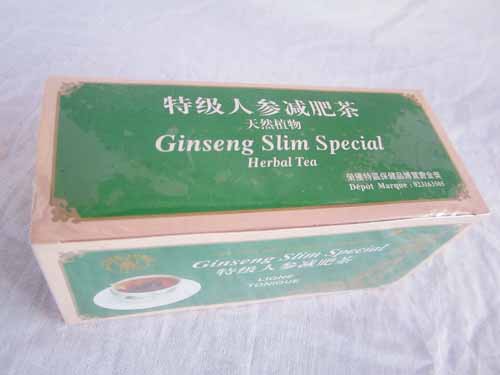 特级人参减肥茶
天然植物
Ginseng Slim Special
Herbal Tea
Dépôt Marque : 923163505
Ginseng Slim Special
特级人参减肥茶
LIGNE
TONIQUE